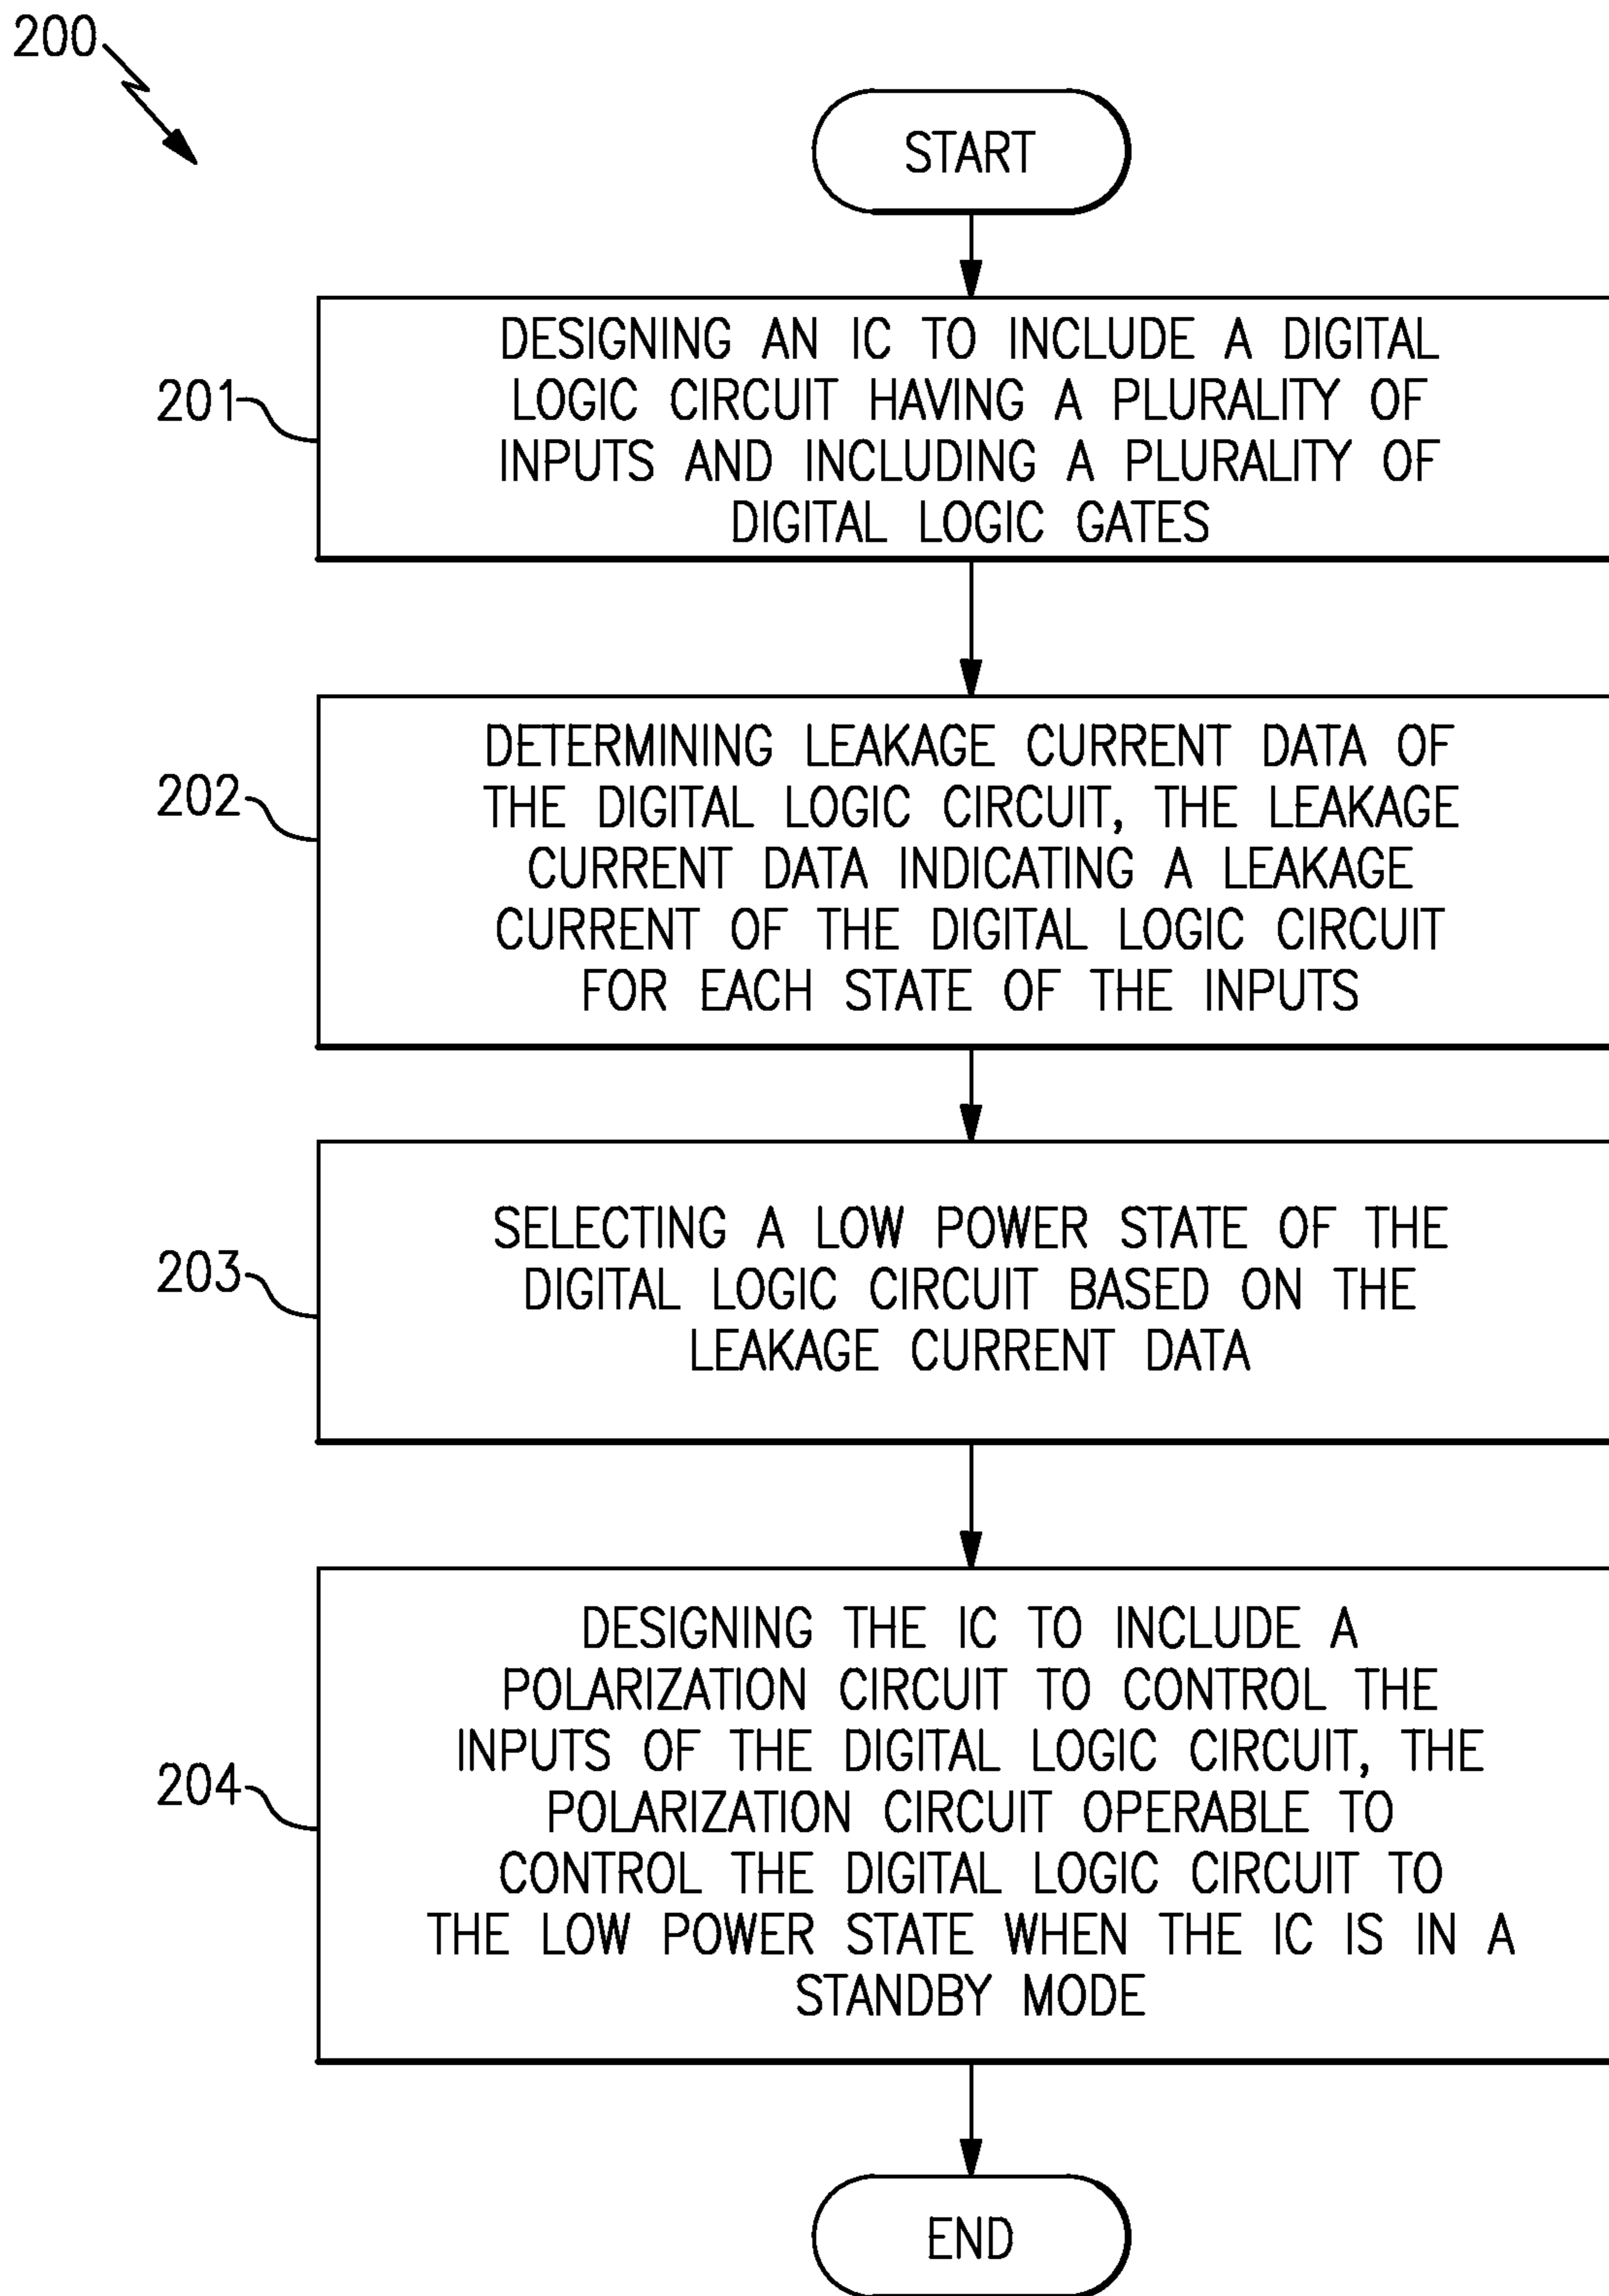 200
START
201
DESIGNING AN IC TO INCLUDE A DIGITAL
LOGIC CIRCUIT HAVING A PLURALITY OF
INPUTS AND INCLUDING A PLURALITY OF
DIGITAL LOGIC GATES
202
DETERMINING LEAKAGE CURRENT DATA OF
THE DIGITAL LOGIC CIRCUIT, THE LEAKAGE
CURRENT DATA INDICATING A LEAKAGE
CURRENT OF THE DIGITAL LOGIC CIRCUIT
FOR EACH STATE OF THE INPUTS
203
SELECTING A LOW POWER STATE OF THE
DIGITAL LOGIC CIRCUIT BASED ON THE
LEAKAGE CURRENT DATA
204
DESIGNING THE IC TO INCLUDE A
POLARIZATION CIRCUIT TO CONTROL THE
INPUTS OF THE DIGITAL LOGIC CIRCUIT, THE
POLARIZATION CIRCUIT OPERABLE TO
CONTROL THE DIGITAL LOGIC CIRCUIT TO
THE LOW POWER STATE WHEN THE IC IS IN A
STANDBY MODE
END